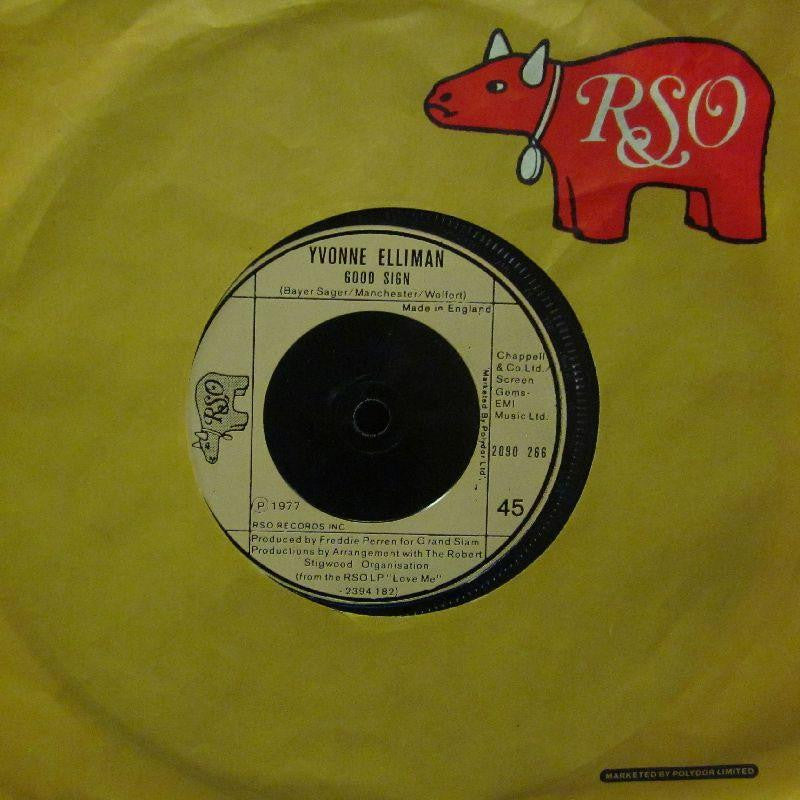 RSO
YVONNE ELLIMAN
GOOD SIGN
(Bayer Sager/Manchester/Wolfert)
Made in England
Chappell
& Co. Ltd./
Screen
Gems-
EMI
Music Ltd.
Marketed By Polydor Ltd.
2090 266
RSO
℗ 1977
45
RSO RECORDS INC
Produced by Freddie Perren for Grand Slam
Productions by Arrangement with The Robert
Stigwood Organisation
(from the RSO LP "Love Me"
-2394 182)
MARKETED BY POLYDOR LIMITED